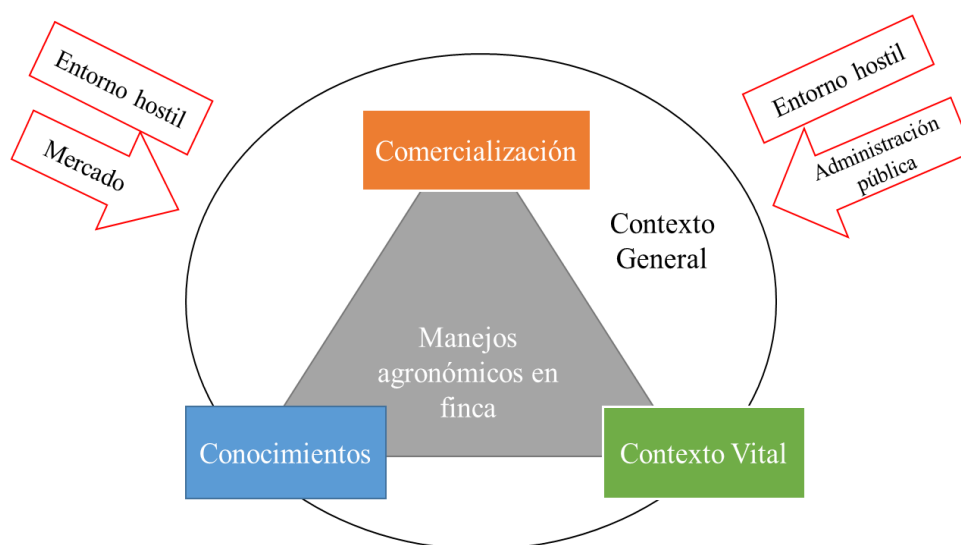 Entorno hostil
Mercado
Entorno hostil
Administración
pública
Comercialización
Contexto
General
Manejos
agronómicos en
finca
Conocimientos
Contexto Vital